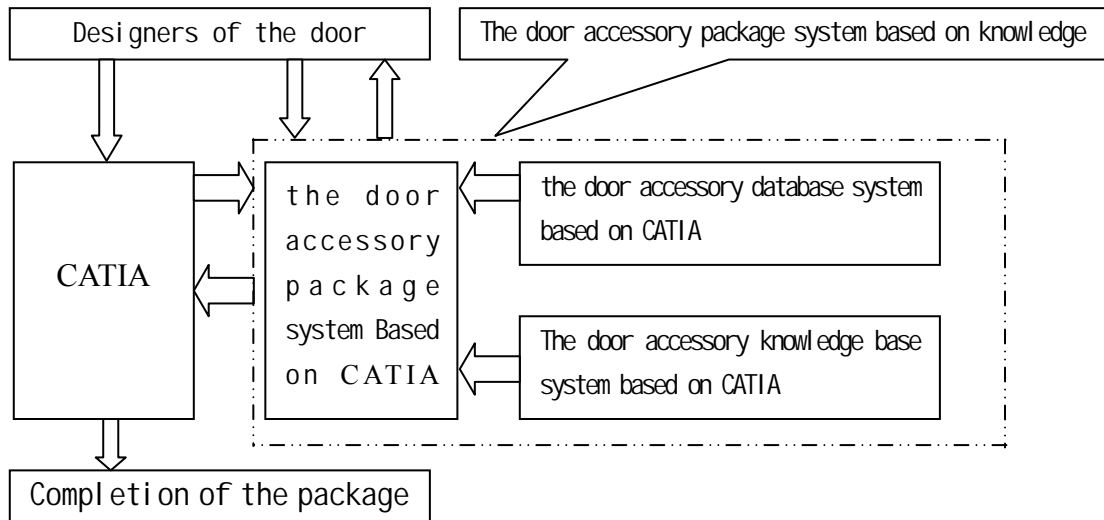 Designers of the door
The door accessory package system based on knowledge
CATIA
the door
accessory
package
system Based
on CATIA
the door accessory database system
based on CATIA
The door accessory knowledge base
system based on CATIA
Completion of the package